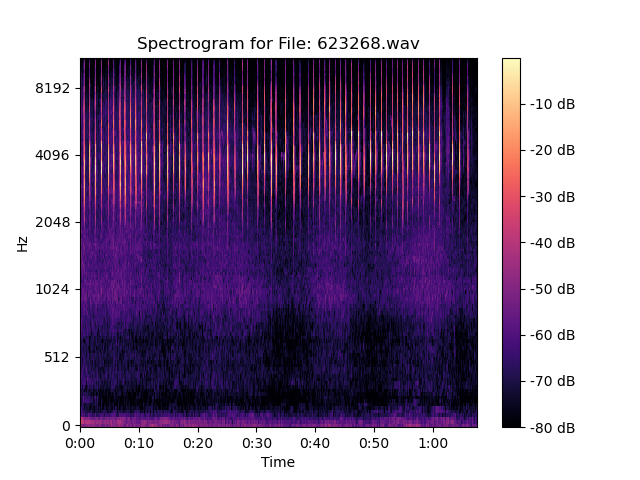 Spectrogram for File: 623268.wav
8192
4096
2048
1024
512
0
Hz
0:00 0:10 0:20 0:30 0:40 0:50 1:00
Time
-10 dB
-20 dB
-30 dB
-40 dB
-50 dB
-60 dB
-70 dB
-80 dB